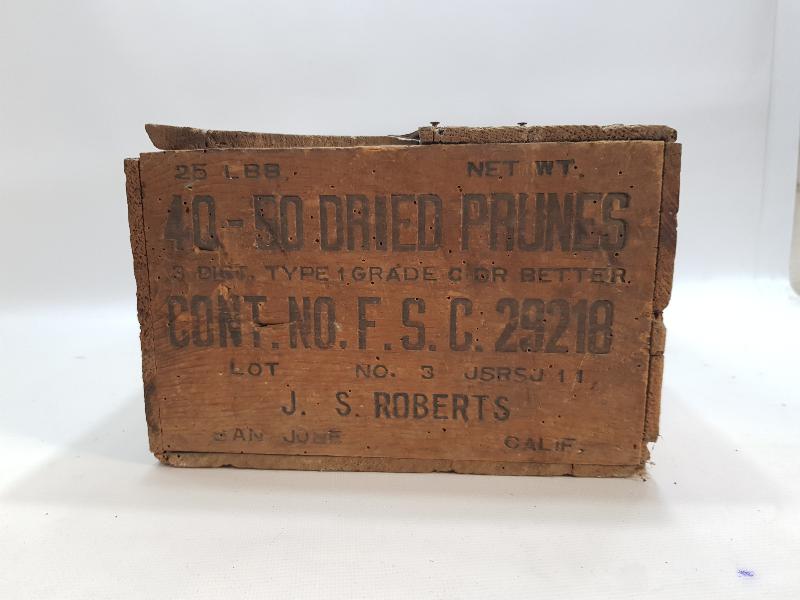 25 LBS. NET WT.
40-50 DRIED PRUNES
3 DIST. TYPE 1 GRADE C OR BETTER.
CONT. NO. F. S. C. 29218
LOT NO. 3 JSRSJ 11
J. S. ROBERTS
SAN JOSE CALIF.